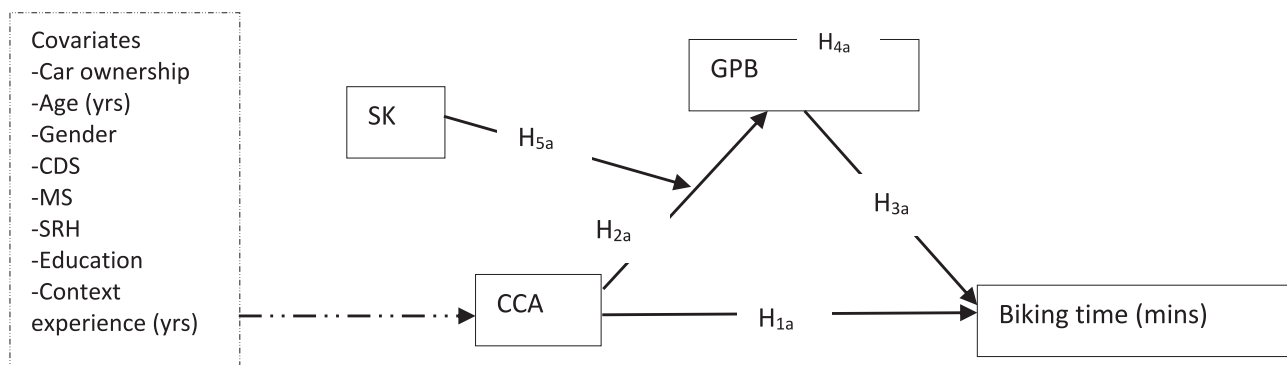 Covariates
-Car ownership
-Age (yrs)
-Gender
-CDS
-MS
-SRH
-Education
-Context
experience (yrs)
SK
H5a
GPB
H4a
H2a
H3a
CCA
H1a
Biking time (mins)